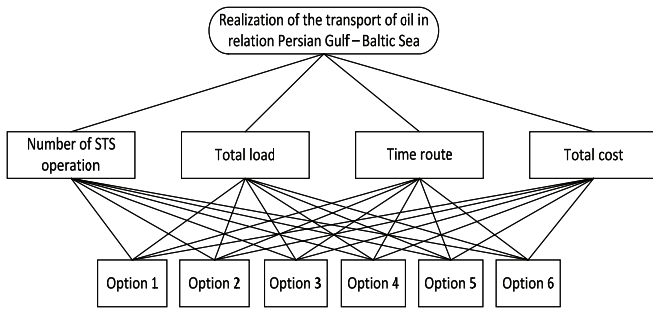 Realization of the transport of oil in
relation Persian Gulf – Baltic Sea
Number of STS
operation
Total load
Time route
Total cost
Option 1
Option 2
Option 3
Option 4
Option 5
Option 6